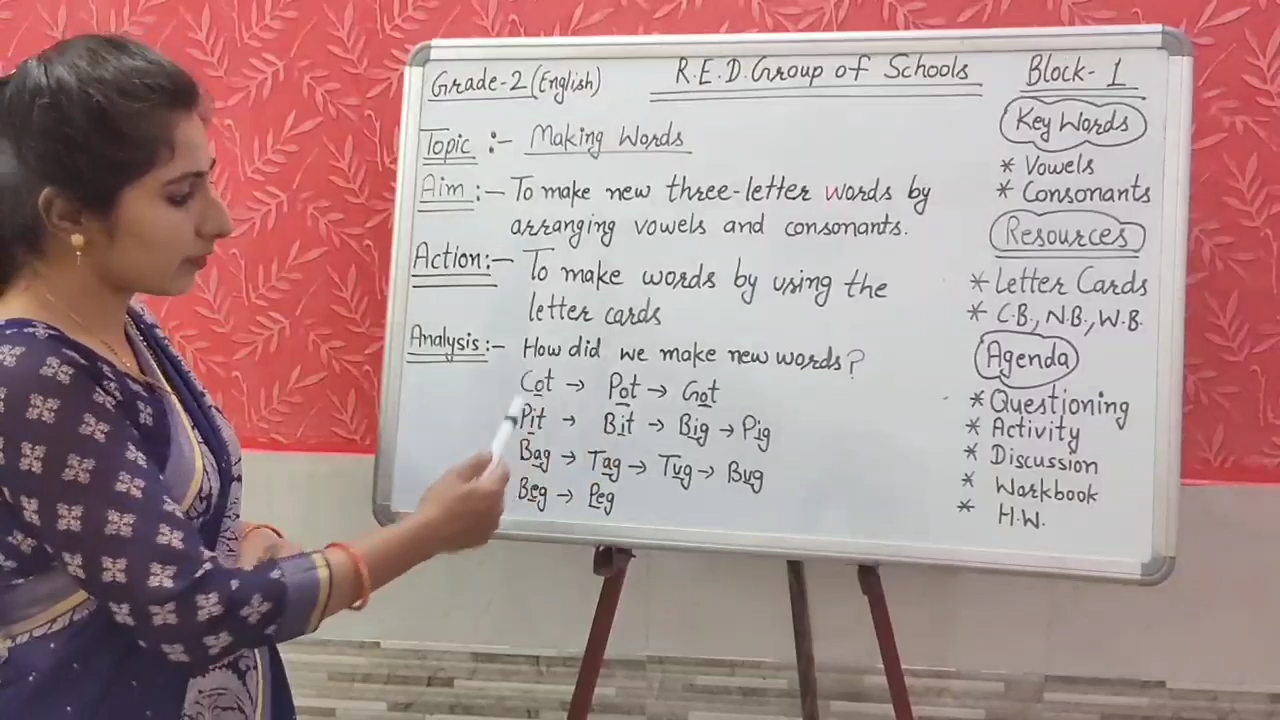 Grade-2 (English) R.E.D. Group of Schools Block-1
Topic :- Making Words
Aim :- To make new three-letter words by
arranging vowels and consonants.
Action :- To make words by using the
letter cards
Analysis :- How did we make new words?
Cot → Pot → Got
Pit → Bit → Big → Pig
Bag → Tag → Tug → Bug
Beg → Peg
Key Words
* Vowels
* Consonants
Resources
* Letter Cards
* C.B., N.B., W.B.
Agenda
* Questioning
* Activity
* Discussion
* Workbook
* H.W.